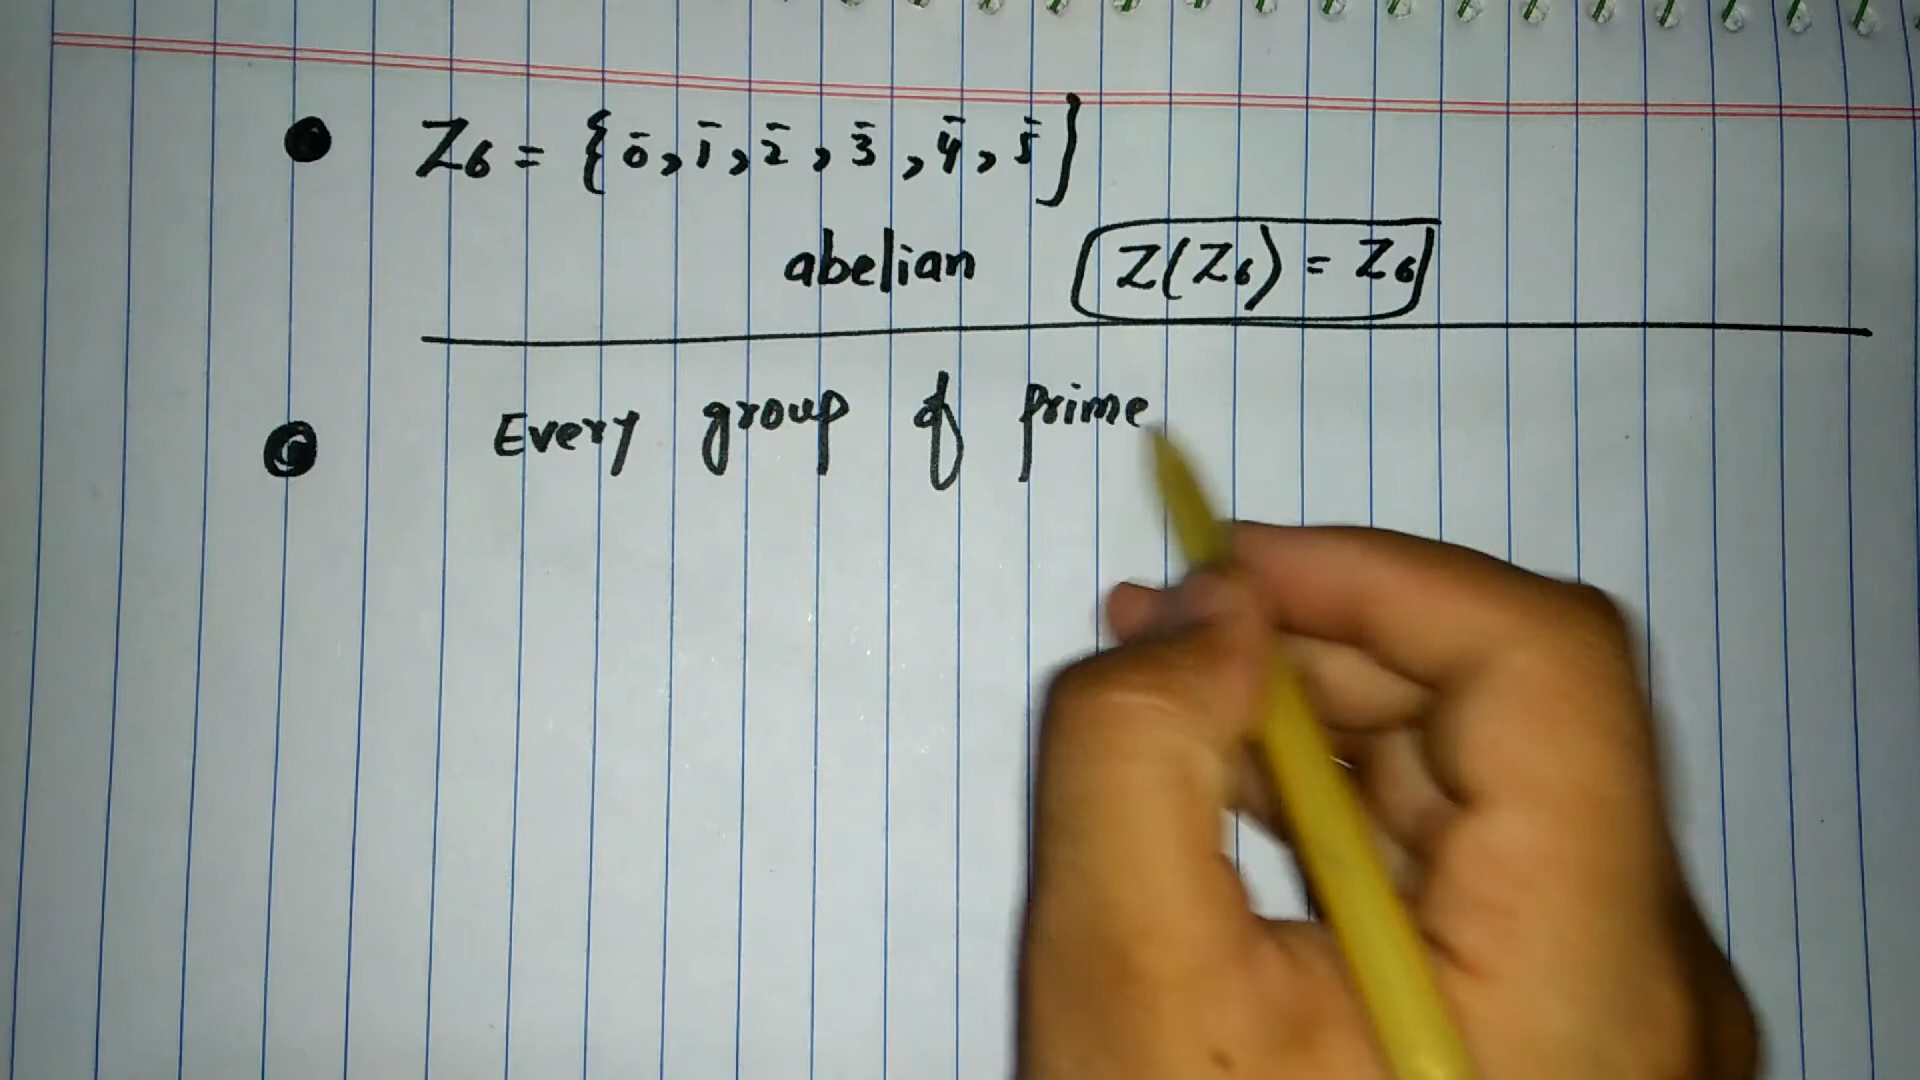 Z6 = {0̄, 1̄, 2̄, 3̄, 4̄, 5̄}
abelian Z(Z6) = Z6
Every group of prime